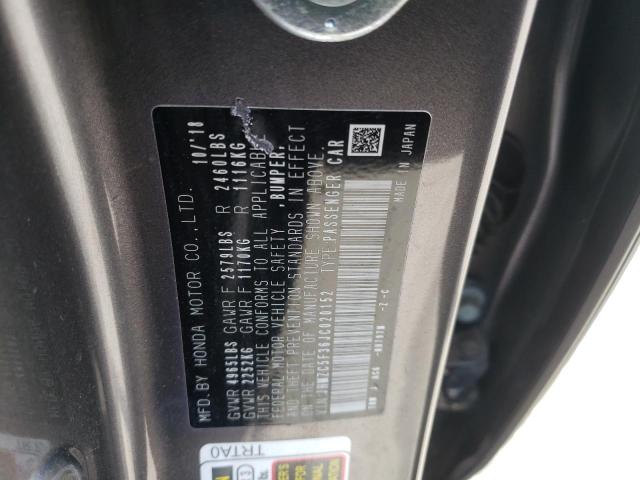 MFD.BY HONDA MOTOR CO.,LTD. 10/'18
GVWR 4965LBS GAWR F 2579LBS R 2460LBS
GVWR 2252KG GAWR F 1170KG R 1116KG
THIS VEHICLE CONFORMS TO ALL APPLICABLE
FEDERAL MOTOR VEHICLE SAFETY ,BUMPER,
AND THEFT PREVENTION STANDARDS IN EFFECT
ON THE DATE OF MANUFACTURE SHOWN ABOVE.
TYPE:PASSENGER CAR
-Z-C
MADE IN JAPAN
TRTA0